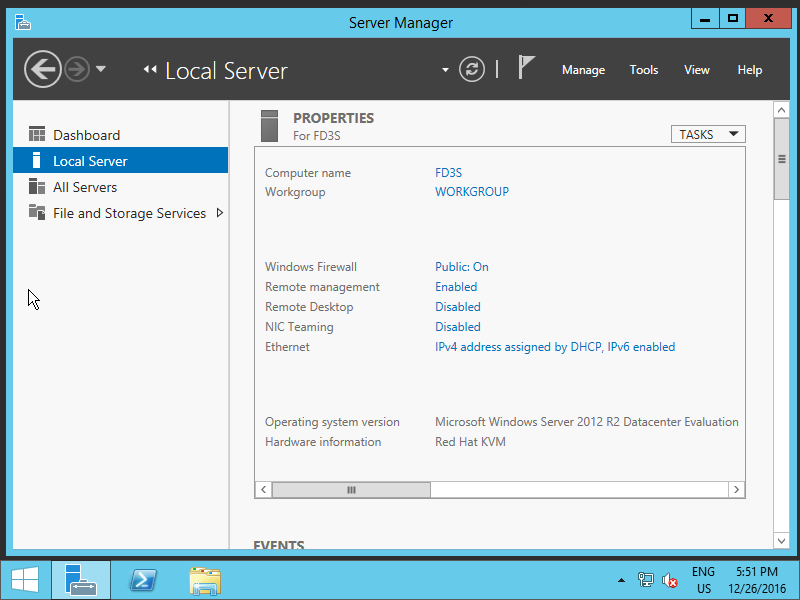 Server Manager
Local Server
Manage Tools View Help
Dashboard
Local Server
All Servers
File and Storage Services
PROPERTIES
For FD3S
TASKS
Computer name FD3S
Workgroup WORKGROUP
Windows Firewall Public: On
Remote management Enabled
Remote Desktop Disabled
NIC Teaming Disabled
Ethernet IPv4 address assigned by DHCP, IPv6 enabled
Operating system version Microsoft Windows Server 2012 R2 Datacenter Evaluation
Hardware information Red Hat KVM
EVENTS
ENG 5:51 PM
US 12/26/2016